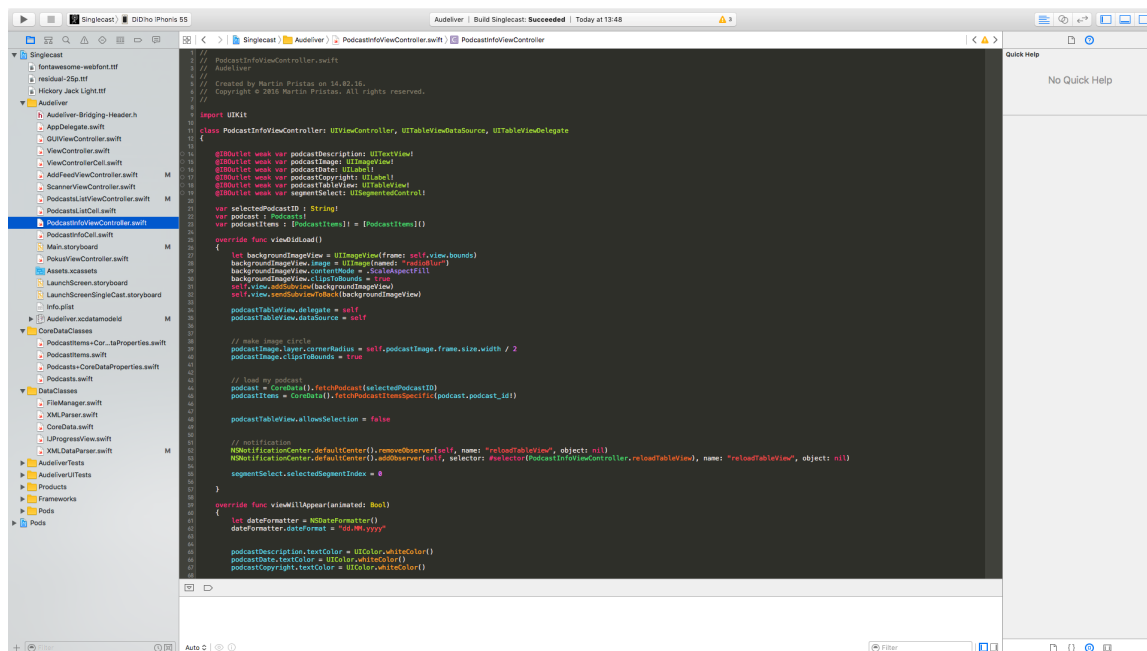 Singlecast
DiDiho iPhonis 5S
Audeliver | Build Singlecast: Succeeded | Today at 13:48
3
Singlecast
fontawesome-webfont.ttf
residual-25p.ttf
Hickory Jack Light.ttf
Audeliver
Audeliver-Bridging-Header.h
AppDelegate.swift
GUIViewController.swift
ViewController.swift
ViewControllerCell.swift
AddFeedViewController.swift M
ScannerViewController.swift
PodcastsListViewController.swift M
PodcastsListCell.swift
PodcastInfoViewController.swift
PodcastInfoCell.swift
Main.storyboard M
PokusViewController.swift
Assets.xcassets
LaunchScreen.storyboard
LaunchScreenSingleCast.storyboard
Info.plist
Audeliver.xcdatamodeld M
CoreDataClasses
PodcastItems+Cor...taProperties.swift
PodcastItems.swift
Podcasts+CoreDataProperties.swift
Podcasts.swift
DataClasses
FileManager.swift
XMLParser.swift
CoreData.swift
IJProgressView.swift
XMLDataParser.swift M
AudeliverTests
AudeliverUITests
Products
Frameworks
Pods
Pods
Filter
Singlecast Audeliver PodcastInfoViewController.swift PodcastInfoViewController
//
// PodcastInfoViewController.swift
// Audeliver
//
// Created by Martin Pristas on 14.02.16.
// Copyright © 2016 Martin Pristas. All rights reserved.
//
import UIKit
class PodcastInfoViewController: UIViewController, UITableViewDataSource, UITableViewDelegate
{
@IBOutlet weak var podcastDescription: UITextView!
@IBOutlet weak var podcastImage: UIImageView!
@IBOutlet weak var podcastDate: UILabel!
@IBOutlet weak var podcastCopyright: UILabel!
@IBOutlet weak var podcastTableView: UITableView!
@IBOutlet weak var segmentSelect: UISegmentedControl!
var selectedPodcastID : String!
var podcast : Podcasts!
var podcastItems : [PodcastItems]! = [PodcastItems]()
override func viewDidLoad()
{
let backgroundImageView = UIImageView(frame: self.view.bounds)
backgroundImageView.image = UIImage(named: "radioBlur")
backgroundImageView.contentMode = .ScaleAspectFill
backgroundImageView.clipsToBounds = true
self.view.addSubview(backgroundImageView)
self.view.sendSubviewToBack(backgroundImageView)
podcastTableView.delegate = self
podcastTableView.dataSource = self
// make image circle
podcastImage.layer.cornerRadius = self.podcastImage.frame.size.width / 2
podcastImage.clipsToBounds = true
// load my podcast
podcast = CoreData().fetchPodcast(selectedPodcastID)
podcastItems = CoreData().fetchPodcastItemsSpecific(podcast.podcast_id!)
podcastTableView.allowsSelection = false
// notification
NSNotificationCenter.defaultCenter().removeObserver(self, name: "reloadTableView", object: nil)
NSNotificationCenter.defaultCenter().addObserver(self, selector: #selector(PodcastInfoViewController.reloadTableView), name: "reloadTableView", object: nil)
segmentSelect.selectedSegmentIndex = 0
}
override func viewWillAppear(animated: Bool)
{
let dateFormatter = NSDateFormatter()
dateFormatter.dateFormat = "dd.MM.yyyy"
podcastDescription.textColor = UIColor.whiteColor()
podcastDate.textColor = UIColor.whiteColor()
podcastCopyright.textColor = UIColor.whiteColor()
Auto
Filter
Quick Help
No Quick Help